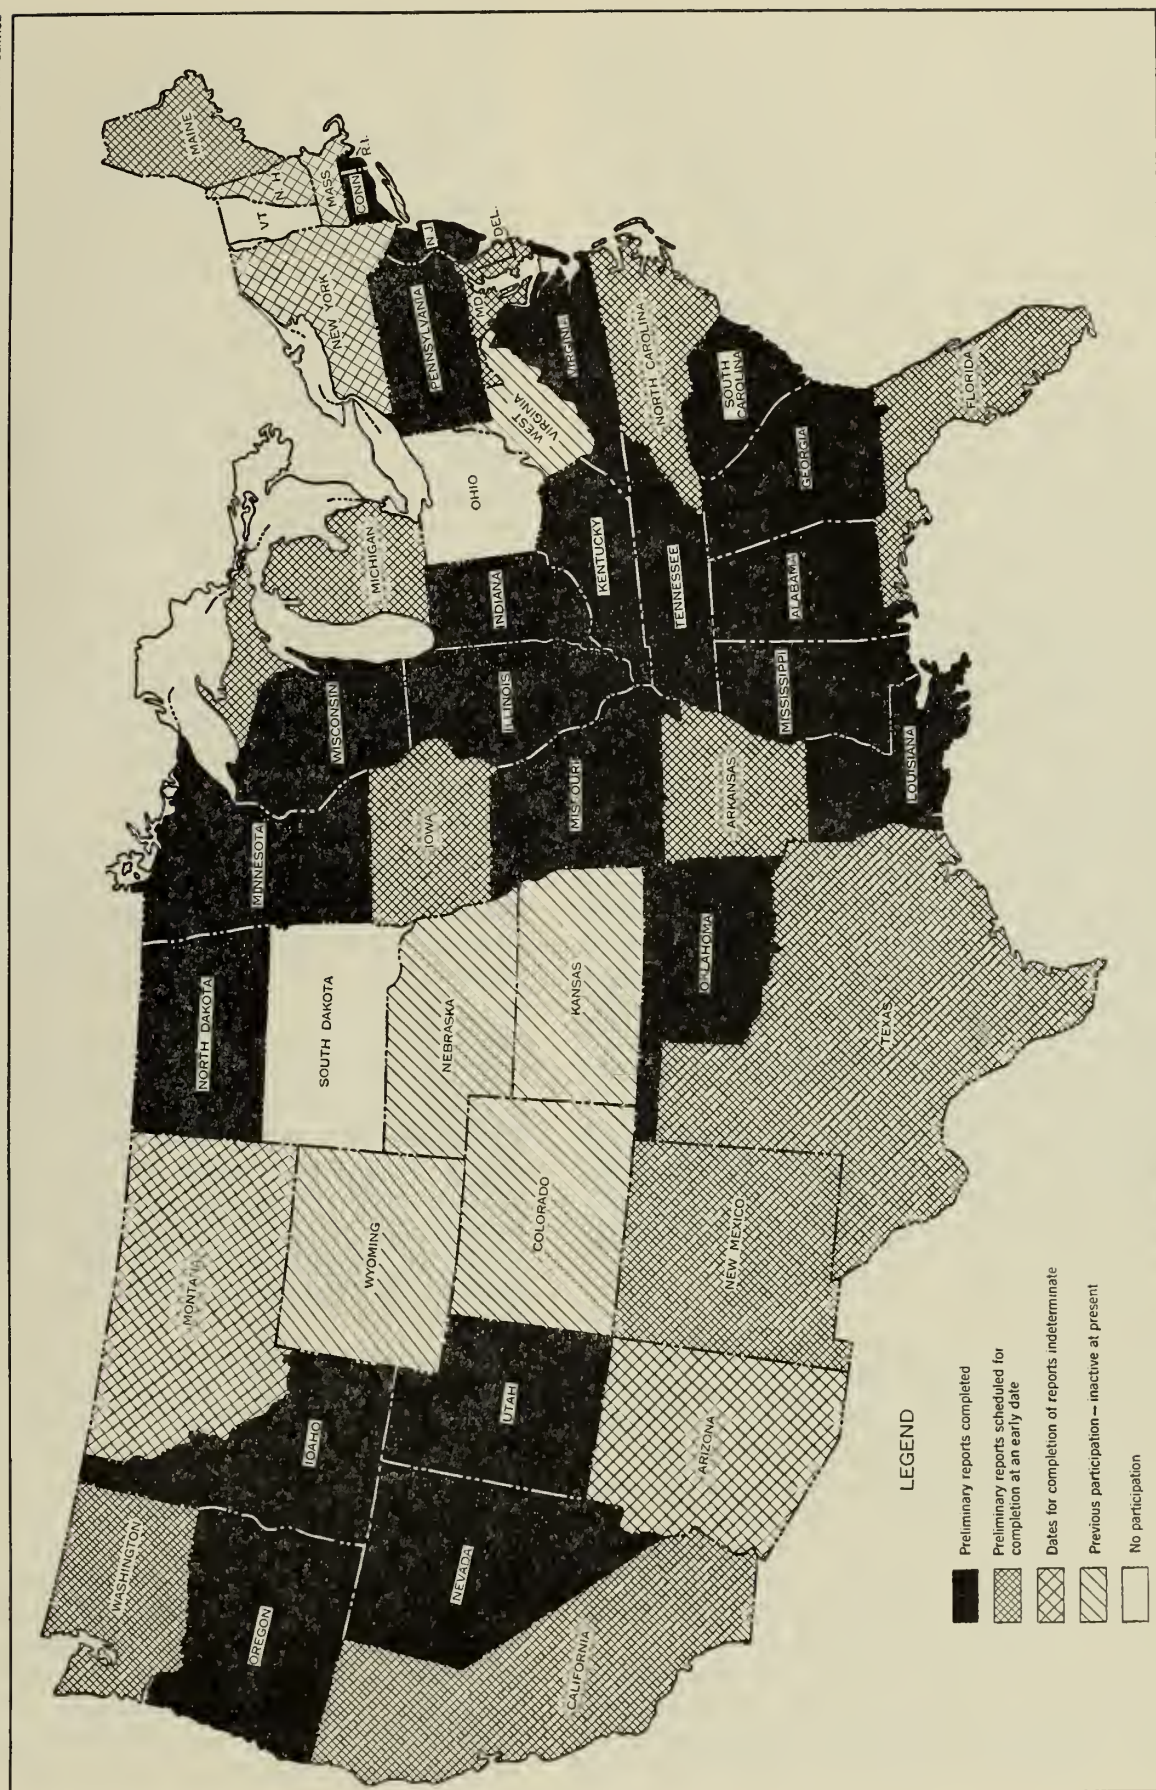 WASHINGTON
OREGON
CALIFORNIA
NEVADA
IDAHO
MONTANA
WYOMING
UTAH
ARIZONA
COLORADO
NEW MEXICO
NORTH DAKOTA
SOUTH DAKOTA
NEBRASKA
KANSAS
OKLAHOMA
TEXAS
MINNESOTA
IOWA
MISSOURI
ARKANSAS
LOUISIANA
WISCONSIN
ILLINOIS
MISSISSIPPI
MICHIGAN
INDIANA
KENTUCKY
TENNESSEE
ALABAMA
OHIO
WEST
VIRGINIA
VIRGINIA
NORTH CAROLINA
SOUTH
CAROLINA
GEORGIA
FLORIDA
PENNSYLVANIA
NEW YORK
MD.
DEL.
N.J.
VT
N. H.
MAINE
MASS
CONN
R.I.
LEGEND
Preliminary reports completed
Preliminary reports scheduled for
completion at an early date
Dates for completion of reports indeterminate
Previous participation—inactive at present
No participation